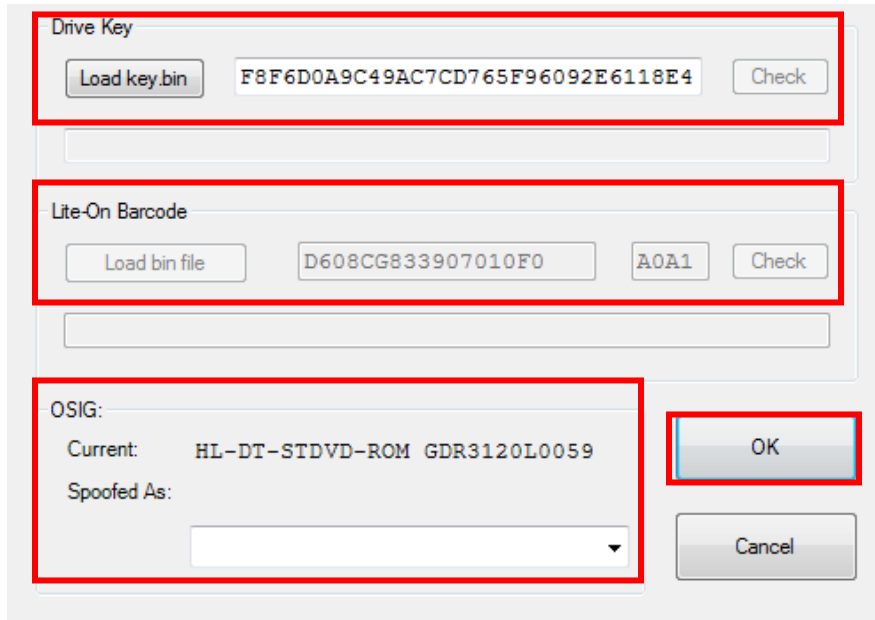 Drive Key
Load key.bin F8F6D0A9C49AC7CD765F96092E6118E4 Check
Lite-On Barcode
Load bin file D608CG833907010F0 A0A1 Check
OSIG:
Current: HL-DT-STDVD-ROM GDR3120L0059
Spoofed As:
OK
Cancel